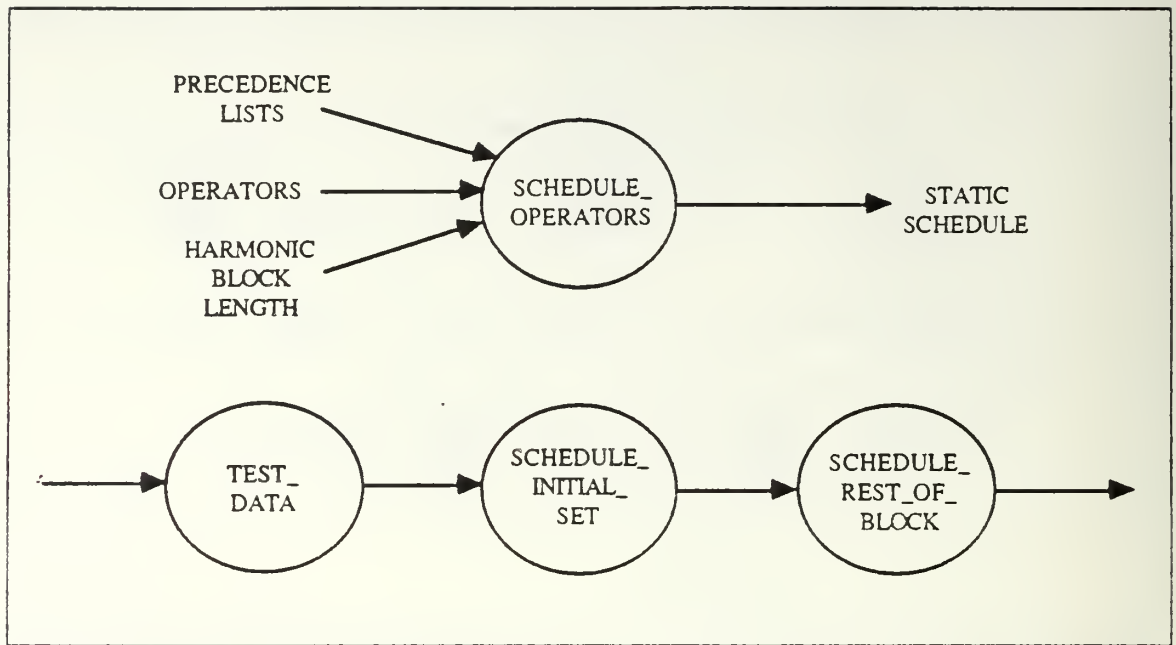 PRECEDENCE
LISTS
OPERATORS
HARMONIC
BLOCK
LENGTH
SCHEDULE_
OPERATORS
STATIC
SCHEDULE
TEST_
DATA
SCHEDULE_
INITIAL_
SET
SCHEDULE_
REST_OF_
BLOCK